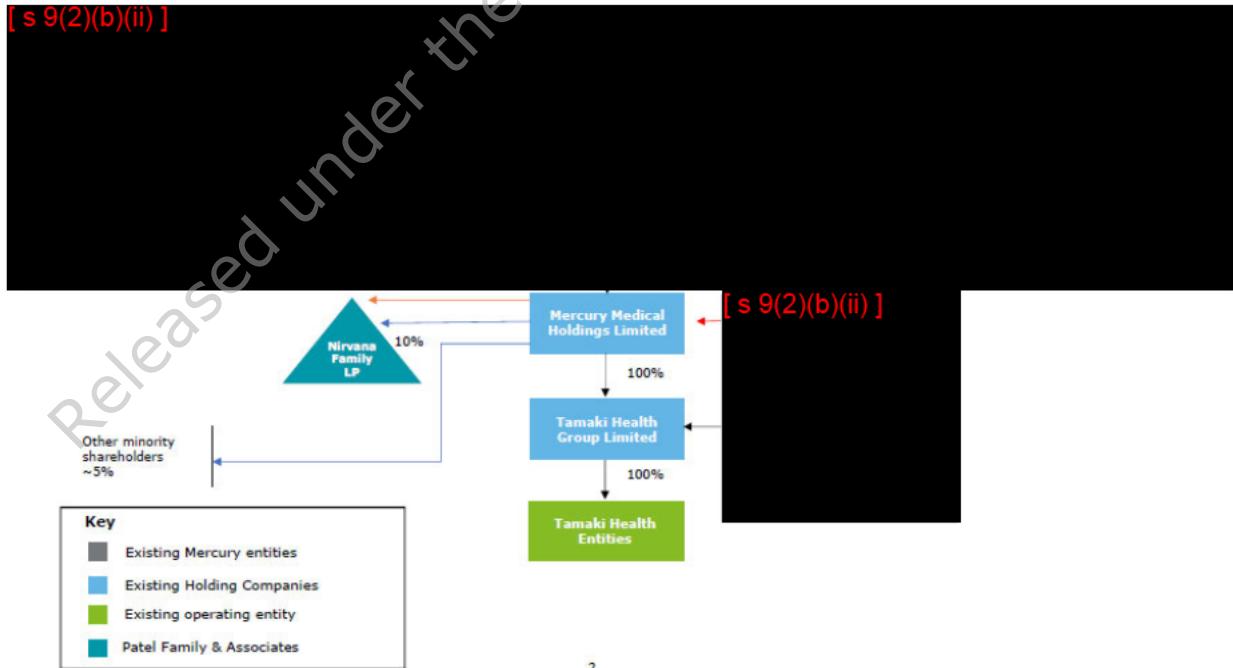 [ s 9(2)(b)(ii) ]
Released under the
Mercury Medical
Holdings Limited
[ s 9(2)(b)(ii) ]
10%
Nirvana
Family
LP
100%
Tamaki Health
Group Limited
Other minority
shareholders
~5%
100%
Tamaki Health
Entities
Key
Existing Mercury entities
Existing Holding Companies
Existing operating entity
Patel Family & Associates